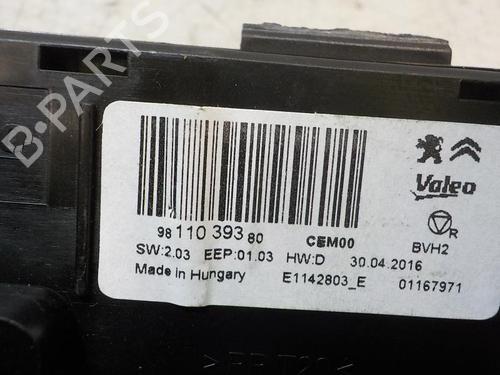 B-PARTS
Valeo
R
98 110 393 80 CEM00 BVH2
SW:2.03 EEP:01.03 HW:D 30.04.2016
Made in Hungary E1142803_E 01167971